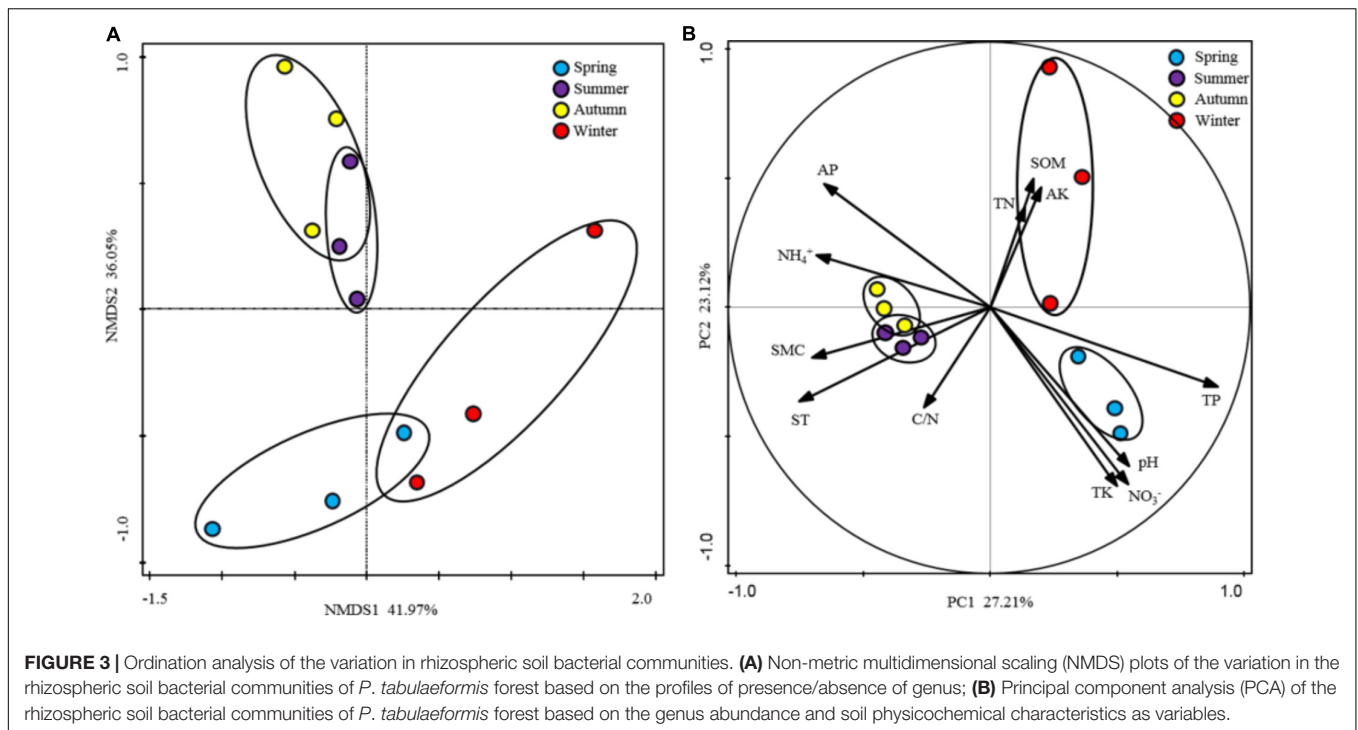 A
1.0
NMDS2 36.05%
-1.0
-1.5
NMDS1 41.97%
2.0
Spring
Summer
Autumn
Winter
B
1.0
PC2 23.12%
-1.0
-1.0
PC1 27.21%
1.0
Spring
Summer
Autumn
Winter
AP
SOM
TN
AK
NH₄⁺
SMC
ST
C/N
TP
pH
TK
NO₃⁻
FIGURE 3 | Ordination analysis of the variation in rhizospheric soil bacterial communities. (A) Non-metric multidimensional scaling (NMDS) plots of the variation in the
rhizospheric soil bacterial communities of P. tabulaeformis forest based on the profiles of presence/absence of genus; (B) Principal component analysis (PCA) of the
rhizospheric soil bacterial communities of P. tabulaeformis forest based on the genus abundance and soil physicochemical characteristics as variables.